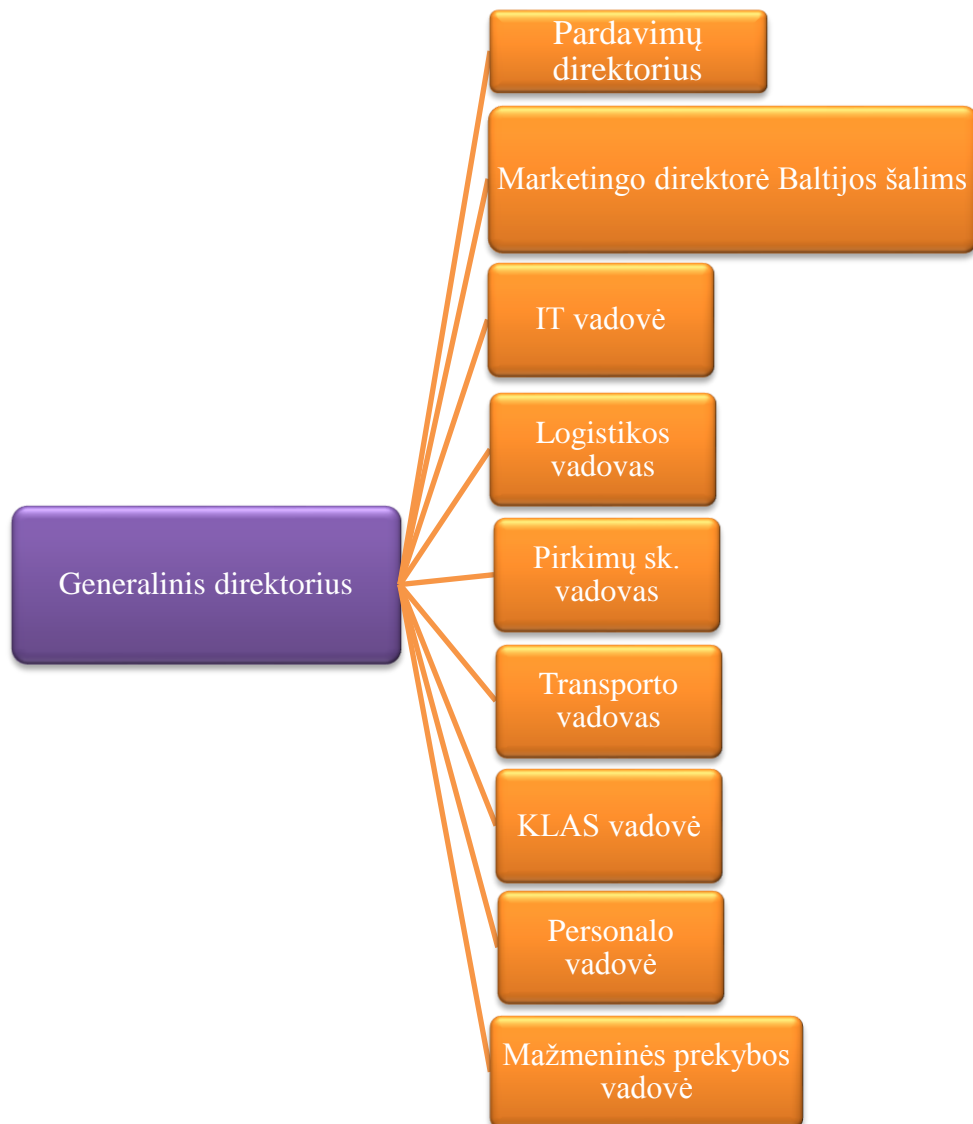 Pardavimų
direktorius
Marketingo direktorė Baltijos šalims
IT vadovė
Logistikos
vadovas
Generalinis direktorius
Pirkimų sk.
vadovas
Transporto
vadovas
KLAS vadovė
Personalo
vadovė
Mažmeninės prekybos
vadovė